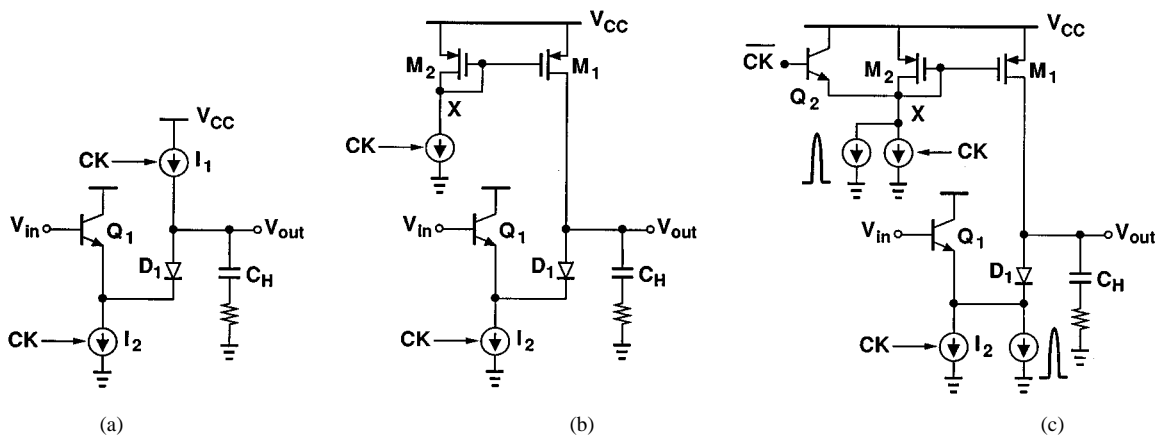 V_CC
CK
I_1
V_in
Q_1
V_out
D_1
C_H
CK
I_2
(a)
V_CC
M_2
M_1
X
CK
V_in
Q_1
V_out
D_1
C_H
CK
I_2
(b)
V_CC
C̅K̅
Q_2
M_2
M_1
X
CK
V_in
Q_1
V_out
D_1
C_H
CK
I_2
(c)